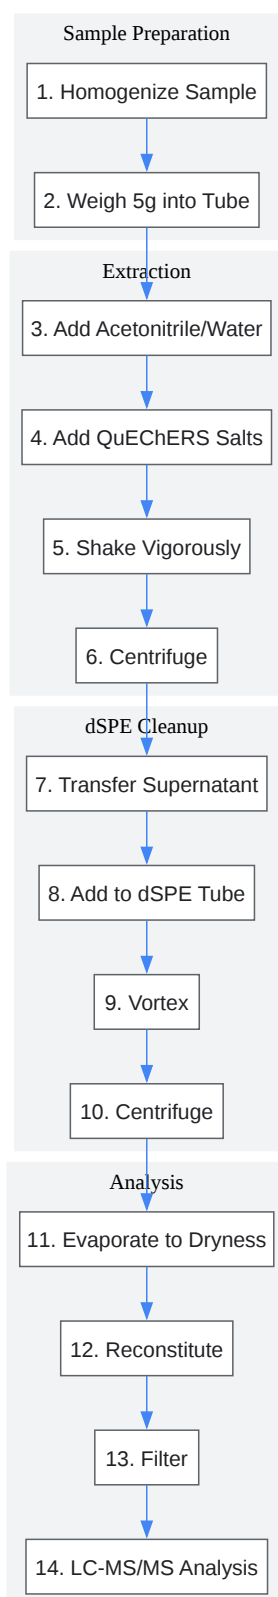 Sample Preparation
1. Homogenize Sample
2. Weigh 5g into Tube
Extraction
3. Add Acetonitrile/Water
4. Add QuEChERS Salts
5. Shake Vigorously
6. Centrifuge
dSPE Cleanup
7. Transfer Supernatant
8. Add to dSPE Tube
9. Vortex
10. Centrifuge
Analysis
11. Evaporate to Dryness
12. Reconstitute
13. Filter
14. LC-MS/MS Analysis